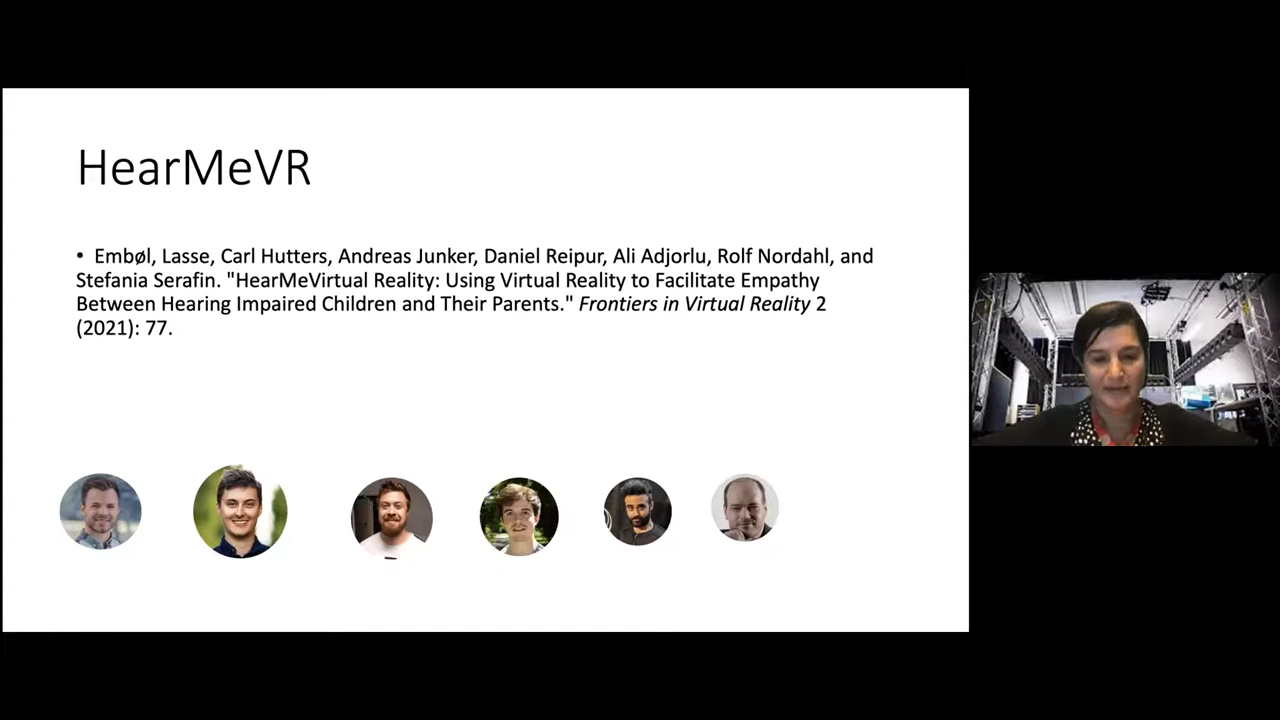 HearMeVR
• Embøl, Lasse, Carl Hutters, Andreas Junker, Daniel Reipur, Ali Adjorlu, Rolf Nordahl, and
Stefania Serafin. "HearMeVirtual Reality: Using Virtual Reality to Facilitate Empathy
Between Hearing Impaired Children and Their Parents." Frontiers in Virtual Reality 2
(2021): 77.